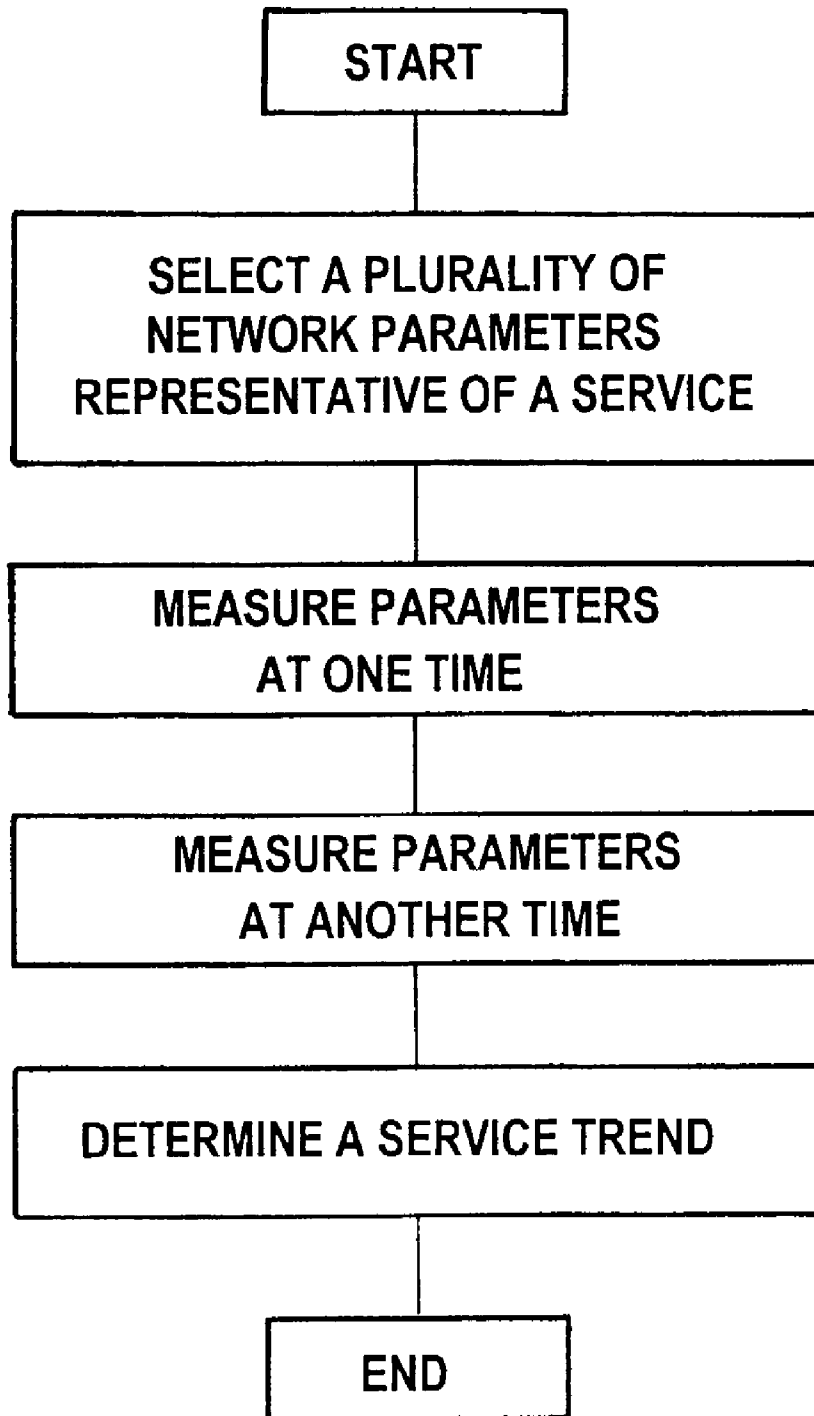 START
SELECT A PLURALITY OF
NETWORK PARAMETERS
REPRESENTATIVE OF A SERVICE
MEASURE PARAMETERS
AT ONE TIME
MEASURE PARAMETERS
AT ANOTHER TIME
DETERMINE A SERVICE TREND
END